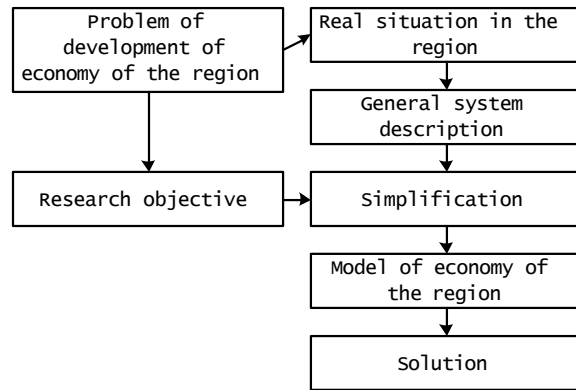 Problem of
development of
economy of the region
Real situation in the
region
General system
description
Research objective
Simplification
Model of economy of
the region
Solution